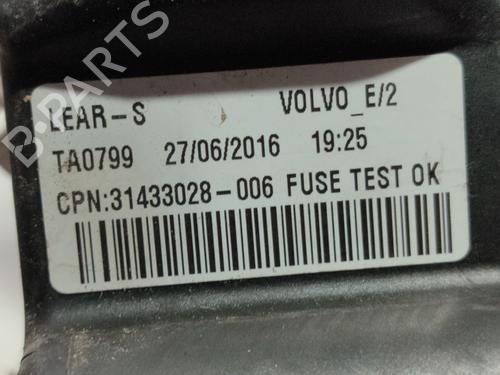 LEAR-S VOLVO_E/2
TA0799 27/06/2016 19:25
CPN:31433028-006 FUSE TEST OK
B-PARTS